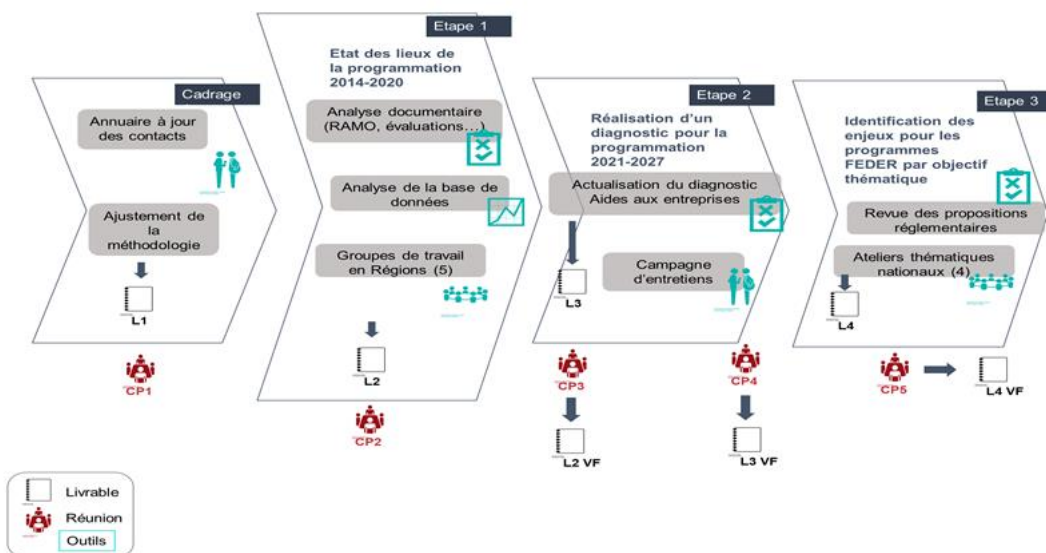 Cadrage
Annuaire à jour
des contacts
Ajustement de
la
méthodologie
L1
CP1
Etape 1
Etat des lieux de
la programmation
2014-2020
Analyse documentaire
(RAMO, évaluations…)
Analyse de la base de
données
Groupes de travail
en Régions (5)
L2
CP2
Etape 2
Réalisation d'un
diagnostic pour la
programmation
2021-2027
Actualisation du diagnostic
Aides aux entreprises
Campagne
d'entretiens
L3
CP3
L2 VF
CP4
L3 VF
Etape 3
Identification des
enjeux pour les
programmes
FEDER par objectif
thématique
Revue des propositions
réglementaires
Ateliers thématiques
nationaux (4)
L4
CP5
L4 VF
Livrable
Réunion
Outils